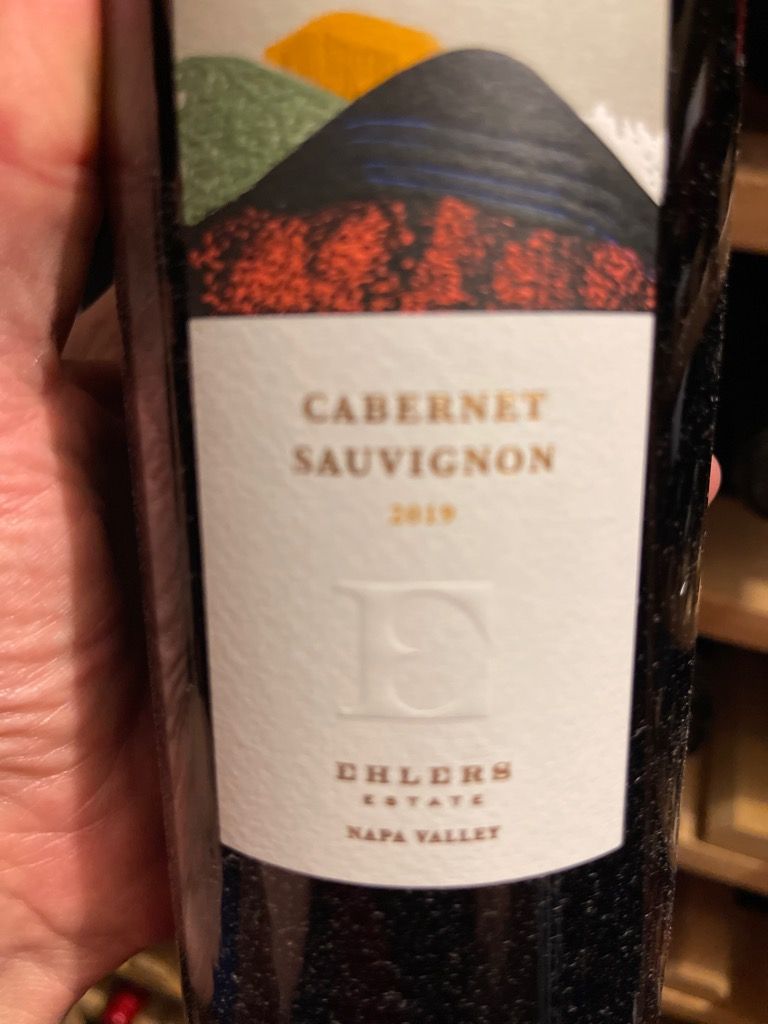 CABERNET
SAUVIGNON
2019
E
EHLERS
ESTATE
NAPA VALLEY